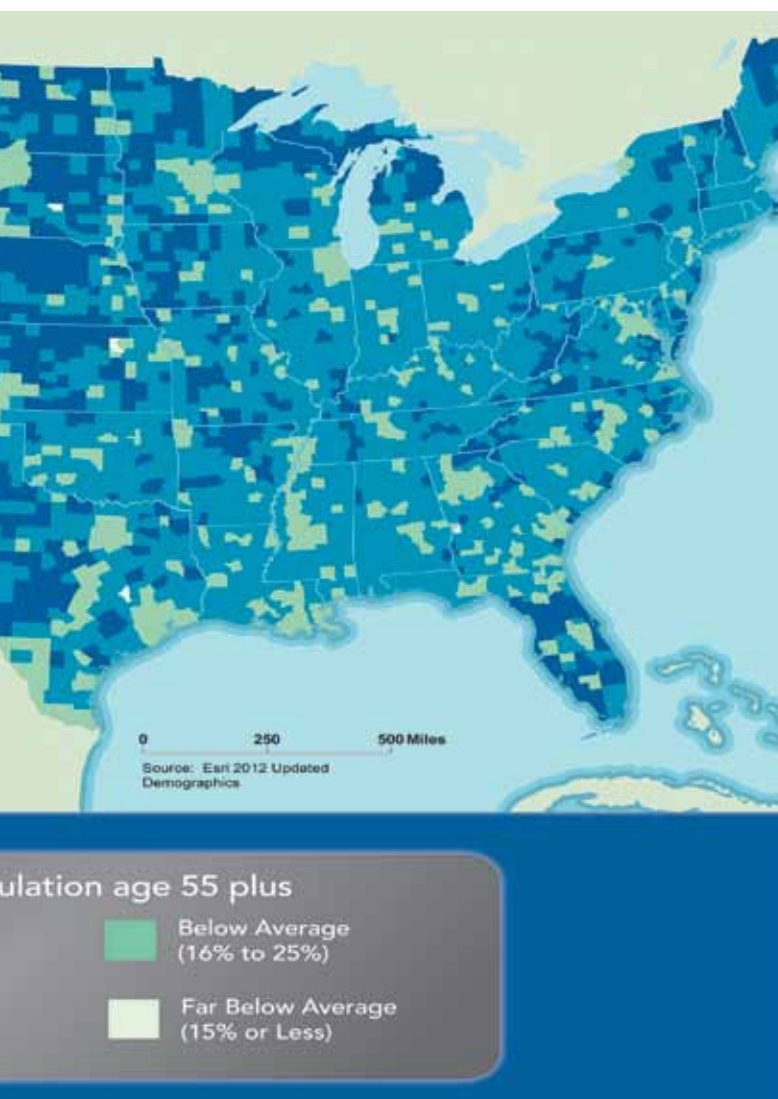 0 250 500 Miles
Source: Esri 2012 Updated
Demographics
ulation age 55 plus
Below Average
(16% to 25%)
Far Below Average
(15% or Less)